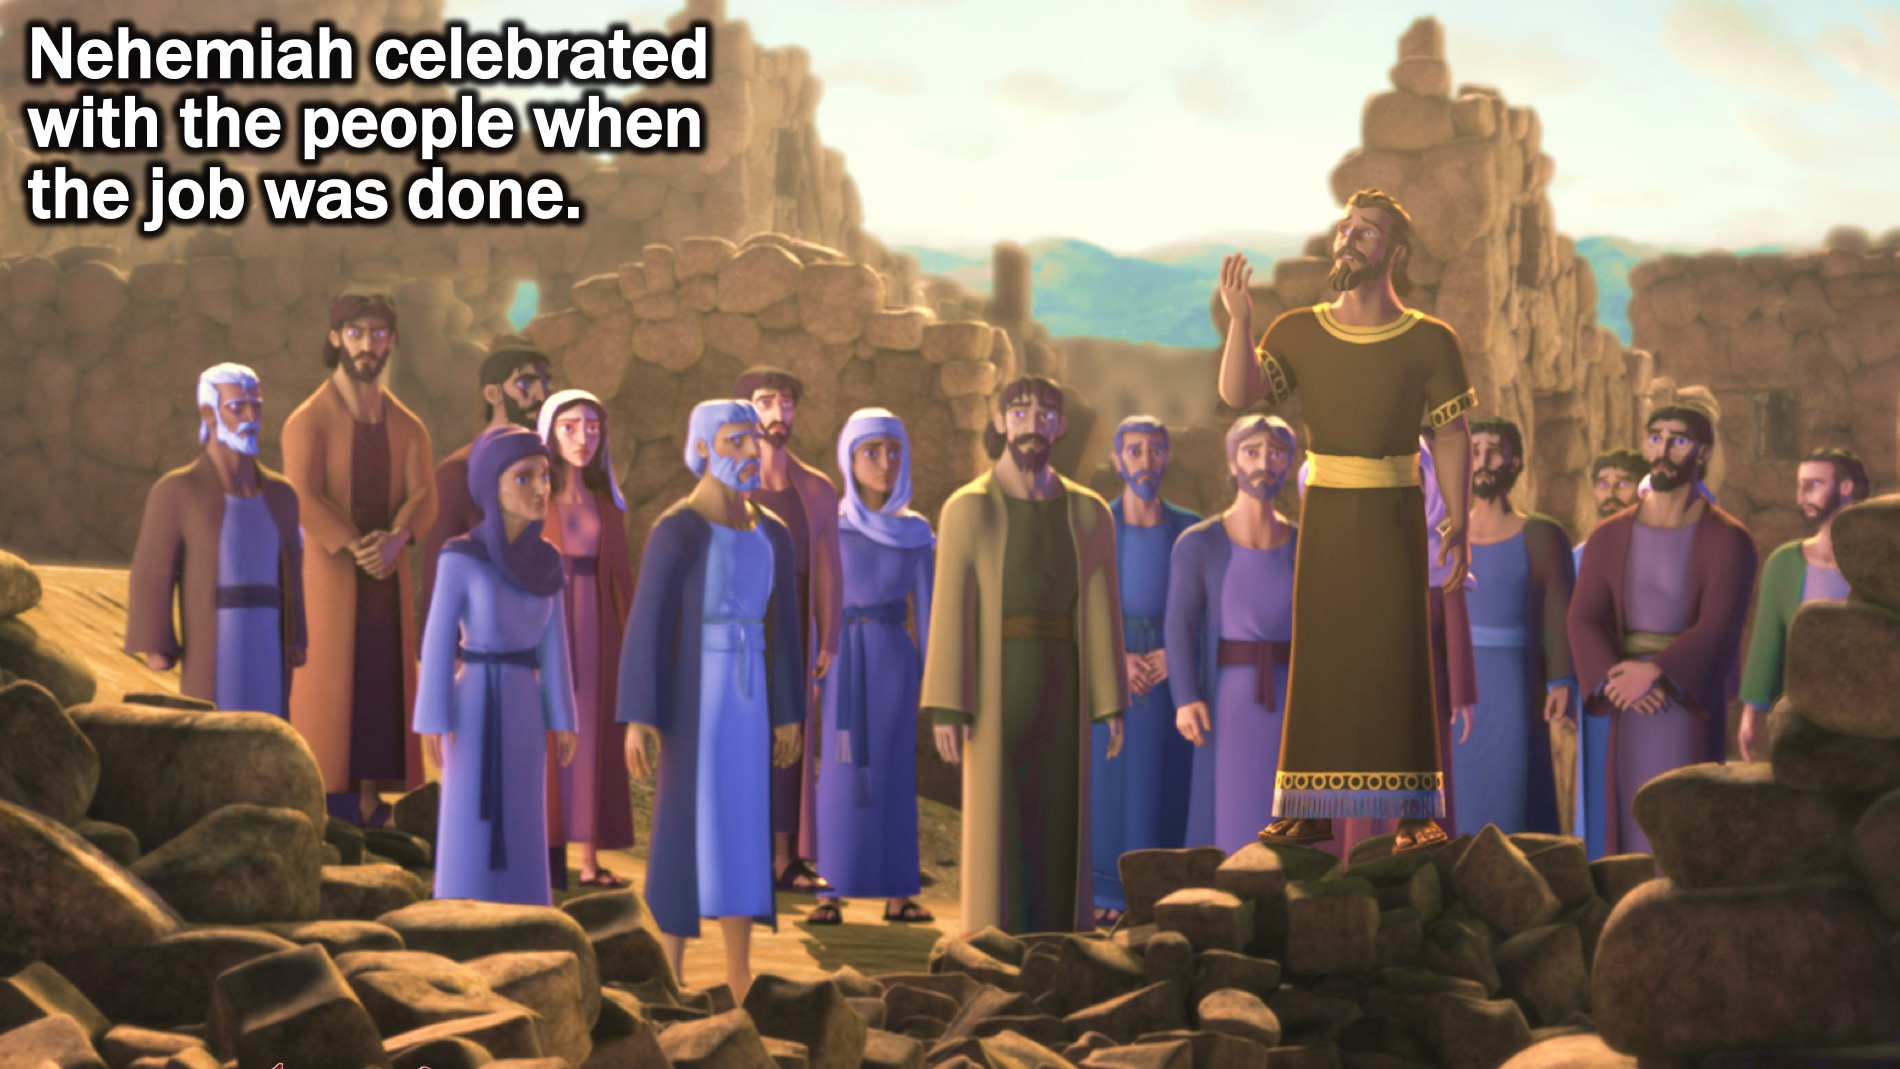 Nehemiah celebrated
with the people when
the job was done.